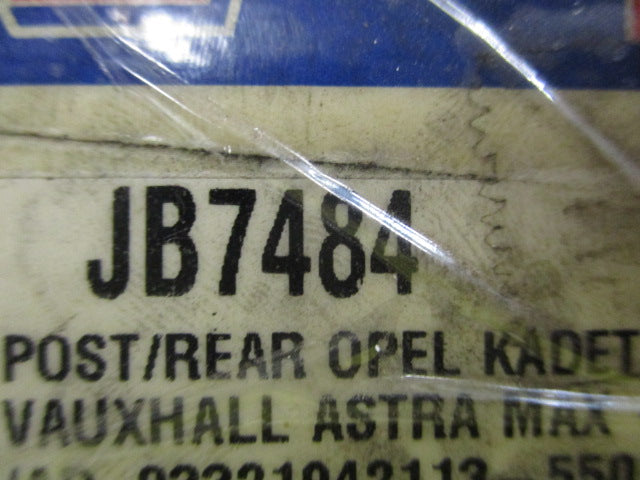 JB7484
POST/REAR OPEL KADET
VAUXHALL ASTRA MAX